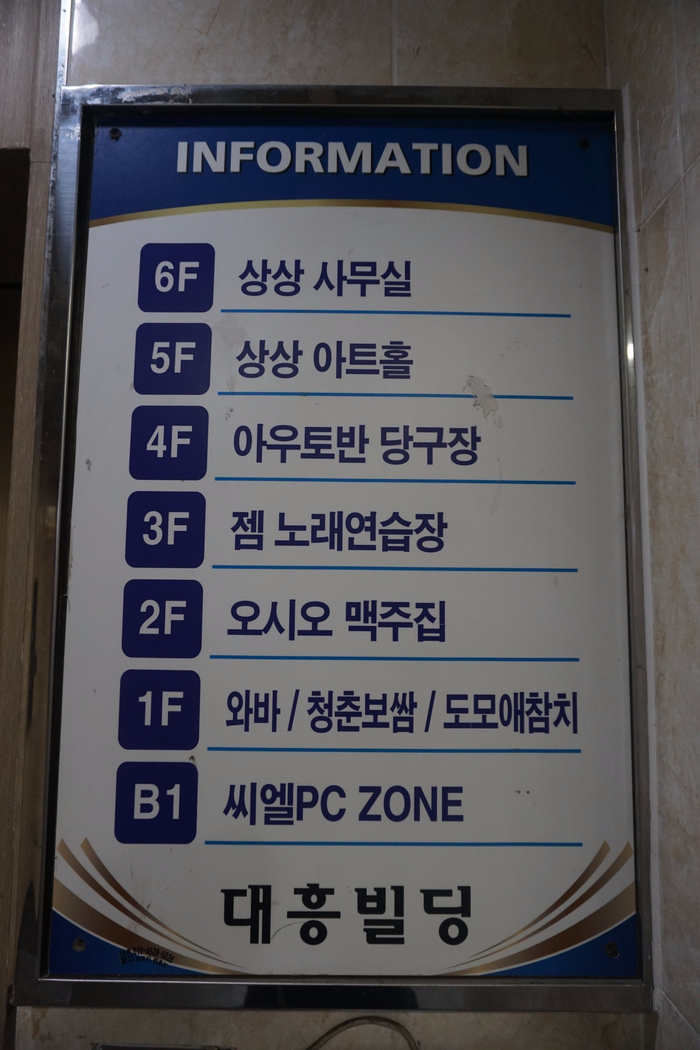 INFORMATION
6F 상상 사무실
5F 상상 아트홀
4F 아우토반 당구장
3F 젬 노래연습장
2F 오시오 맥주집
1F 와바 / 청춘보쌈 / 도모애참치
B1 씨엘PC ZONE
대흥빌딩